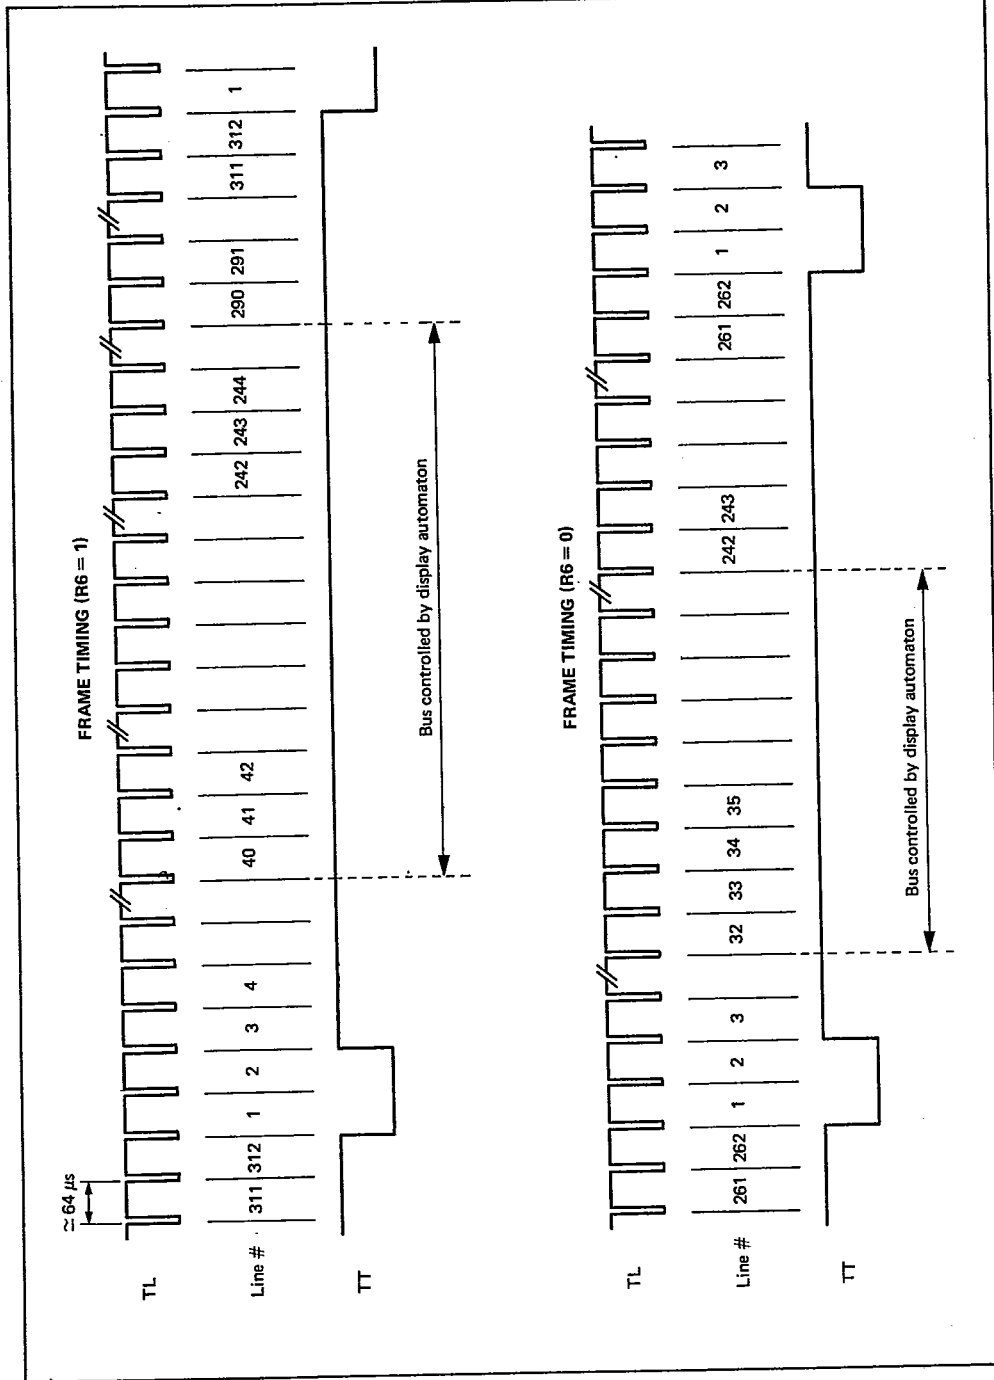 FRAME TIMING (R6 = 1)
≃ 64 µs
TL
Line #
311 312 1 2 3 4 40 41 42 242 243 244 290 291 311 312 1
TT
Bus controlled by display automaton
FRAME TIMING (R6 = 0)
TL
Line #
261 262 1 2 3 32 33 34 35 242 243 261 262 1 2 3
TT
Bus controlled by display automaton